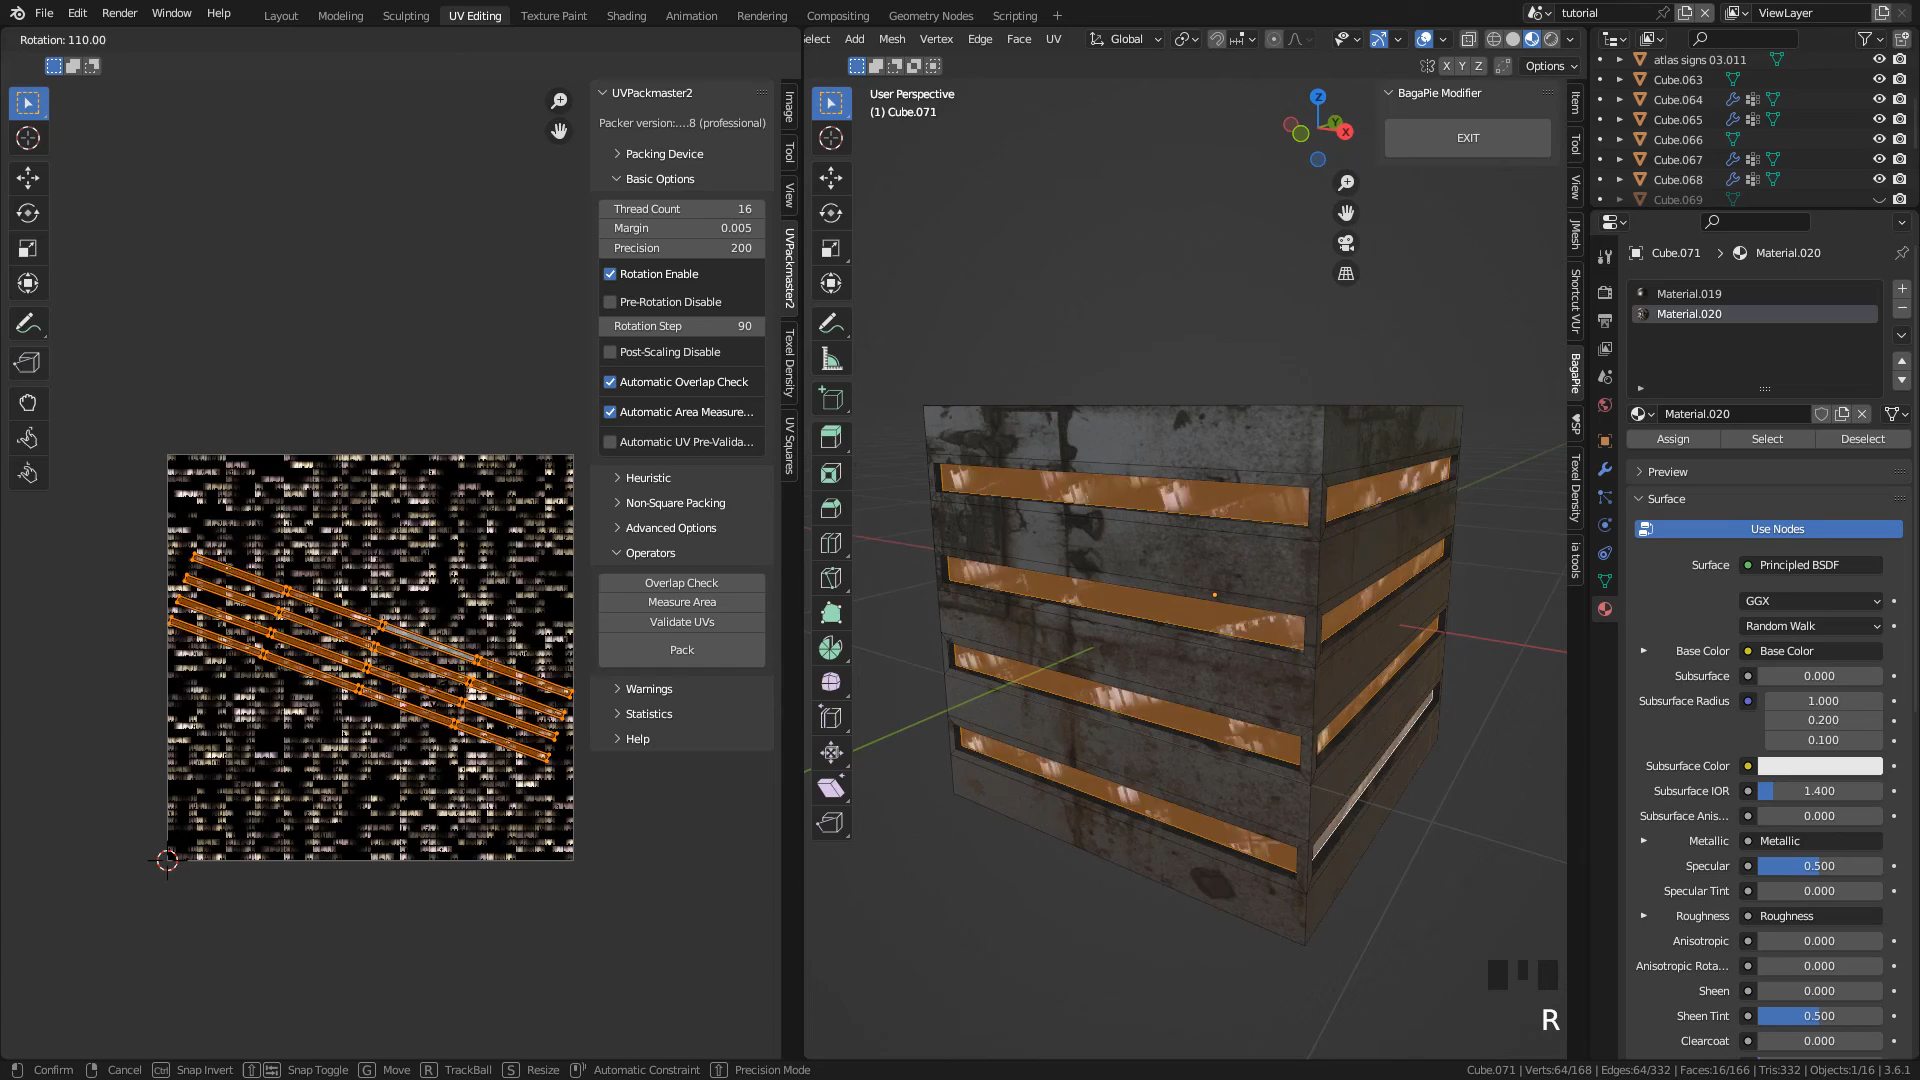 File Edit Render Window Help Layout Modeling Sculpting UV Editing Texture Paint Shading Animation Rendering Compositing Geometry Nodes Scripting + tutorial ViewLayer
Rotation: 110.00
elect Add Mesh Vertex Edge Face UV Global
X Y Z Options
UVPackmaster2
Packer version:....8 (professional)
Packing Device
Basic Options
Thread Count 16
Margin 0.005
Precision 200
Rotation Enable
Pre-Rotation Disable
Rotation Step 90
Post-Scaling Disable
Automatic Overlap Check
Automatic Area Measure...
Automatic UV Pre-Valida...
Heuristic
Non-Square Packing
Advanced Options
Operators
Overlap Check
Measure Area
Validate UVs
Pack
Warnings
Statistics
Help
Image
Tool
View
UVPackmaster2
Texel Density
UV Squares
User Perspective
(1) Cube.071
Z
Y
X
BagaPie Modifier
EXIT
Item
Tool
View
JMesh
Shortcut VUr
BagaPie
SP
Texel Density
ia tools
R
atlas signs 03.011
Cube.063
Cube.064
Cube.065
Cube.066
Cube.067
Cube.068
Cube.069
Cube.071 > Material.020
Material.019
Material.020
Material.020
Assign Select Deselect
Preview
Surface
Use Nodes
Surface Principled BSDF
GGX
Random Walk
Base Color Base Color
Subsurface 0.000
Subsurface Radius 1.000
0.200
0.100
Subsurface Color
Subsurface IOR 1.400
Subsurface Anis... 0.000
Metallic Metallic
Specular 0.500
Specular Tint 0.000
Roughness Roughness
Anisotropic 0.000
Anisotropic Rota... 0.000
Sheen 0.000
Sheen Tint 0.500
Clearcoat 0.000
Confirm Cancel Ctrl Snap Invert Snap Toggle G Move R TrackBall S Resize Automatic Constraint Precision Mode Cube.071 | Verts:64/168 | Edges:64/332 | Faces:16/166 | Tris:332 | Objects:1/16 | 3.6.1